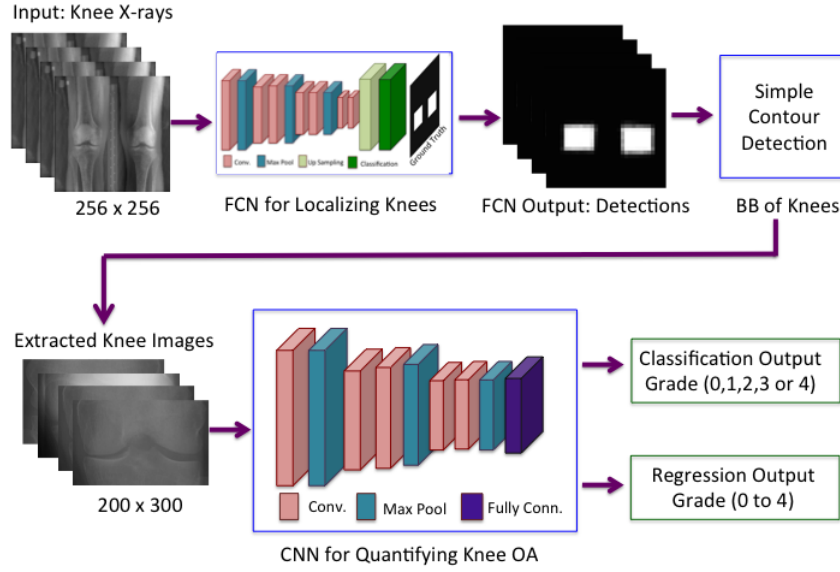 Input: Knee X-rays
256 x 256
Conv.
Max Pool
Up Sampling
Classification
Ground Truth
FCN for Localizing Knees
FCN Output: Detections
Simple
Contour
Detection
BB of Knees
Extracted Knee Images
200 x 300
Conv.
Max Pool
Fully Conn.
CNN for Quantifying Knee OA
Classification Output
Grade (0,1,2,3 or 4)
Regression Output
Grade (0 to 4)